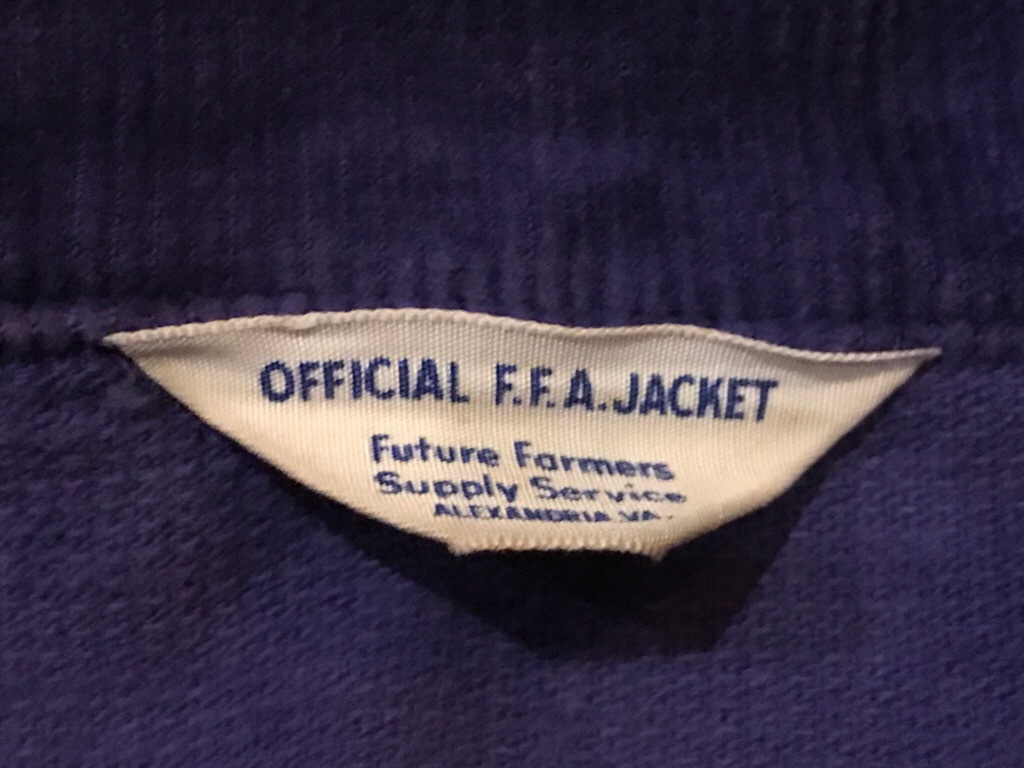 OFFICIAL F.F.A. JACKET
Future Farmers
Supply Service
ALEXANDRIA VA.